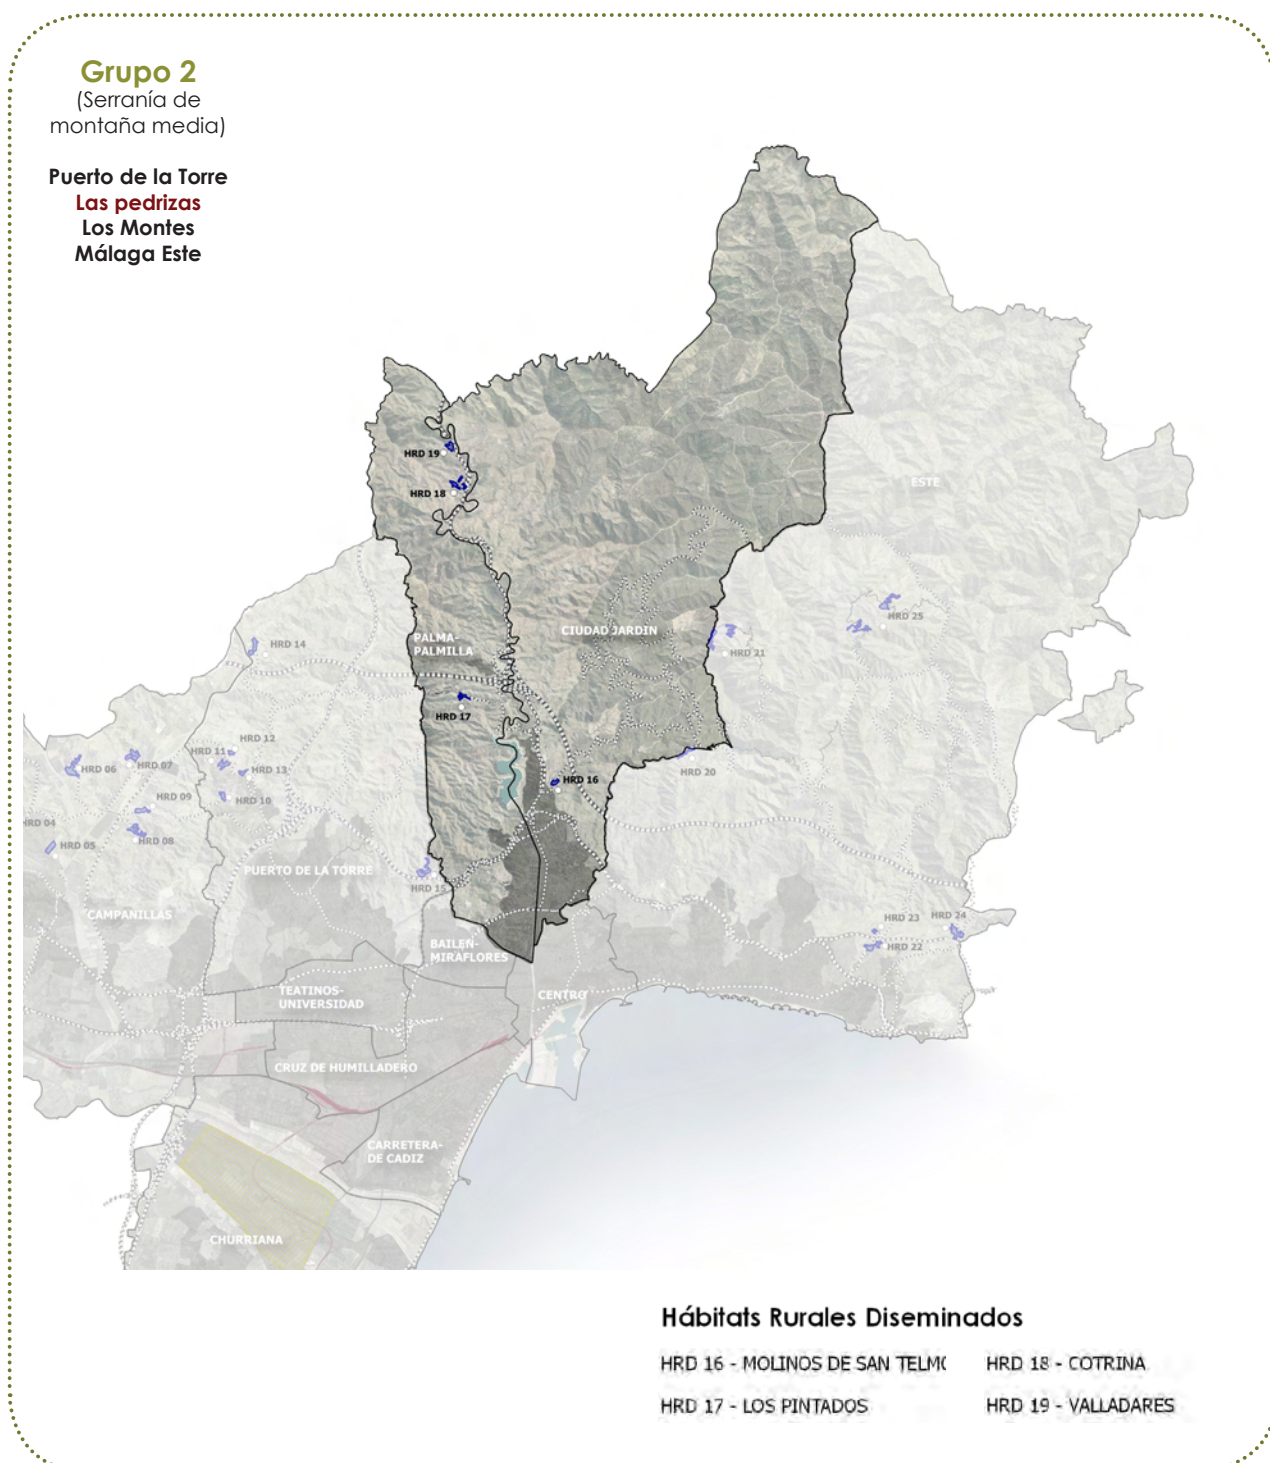 Grupo 2
(Serranía de
montaña media)
Puerto de la Torre
Las pedrizas
Los Montes
Málaga Este
HRD 19
HRD 18
ESTE
HRD 25
CIUDAD JARDIN
PALMA-
PALMILLA
HRD 14
HRD 21
HRD 17
HRD 12
HRD 11
HRD 06
HRD 07
HRD 13
HRD 20
HRD 16
HRD 09
HRD 10
HRD 04
HRD 08
HRD 05
PUERTO DE LA TORRE
HRD 15
CAMPANILLAS
HRD 23
HRD 24
HRD 22
BAILEN-
MIRAFLORES
TEATINOS-
UNIVERSIDAD
CENTRO
CRUZ DE HUMILLADERO
CARRETERA-
DE CADIZ
CHURRIANA
Hábitats Rurales Diseminados
HRD 16 - MOLINOS DE SAN TELMO
HRD 18 - COTRINA
HRD 17 - LOS PINTADOS
HRD 19 - VALLADARES